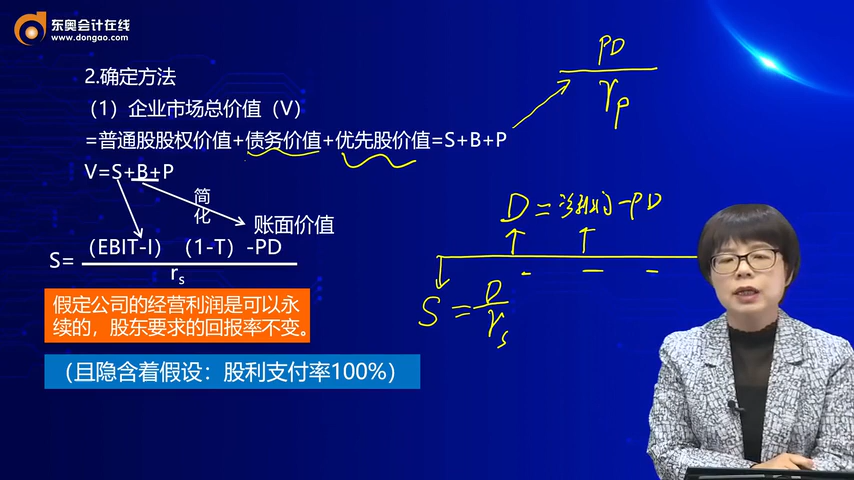 东奥会计在线
www.dongao.com
2.确定方法
（1）企业市场总价值（V）
=普通股股权价值+债务价值+优先股价值=S+B+P
V=S+B+P
简化
账面价值
S=（EBIT-I）（1-T）-PD
rs
假定公司的经营利润是可以永
续的，股东要求的回报率不变。
（且隐含着假设：股利支付率100%）
PD
rp
D=净利润-PD
S=D
rs